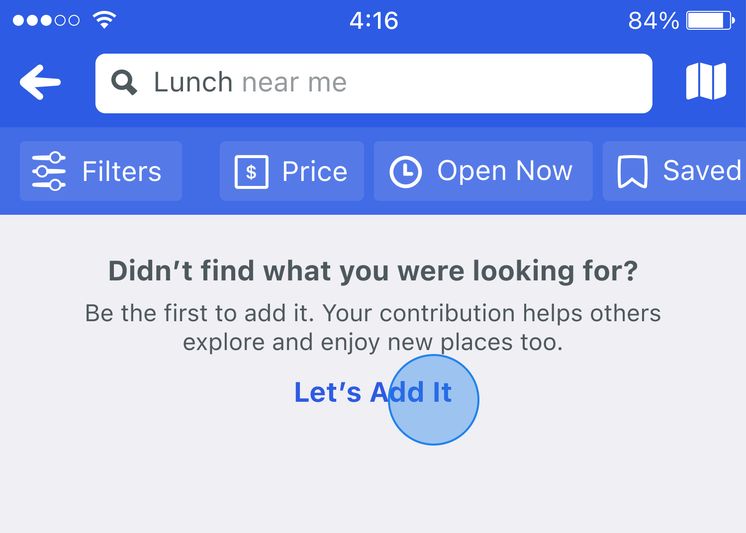 4:16 84%
Lunch near me
Filters $ Price Open Now Saved
Didn’t find what you were looking for?
Be the first to add it. Your contribution helps others
explore and enjoy new places too.
Let’s Add It